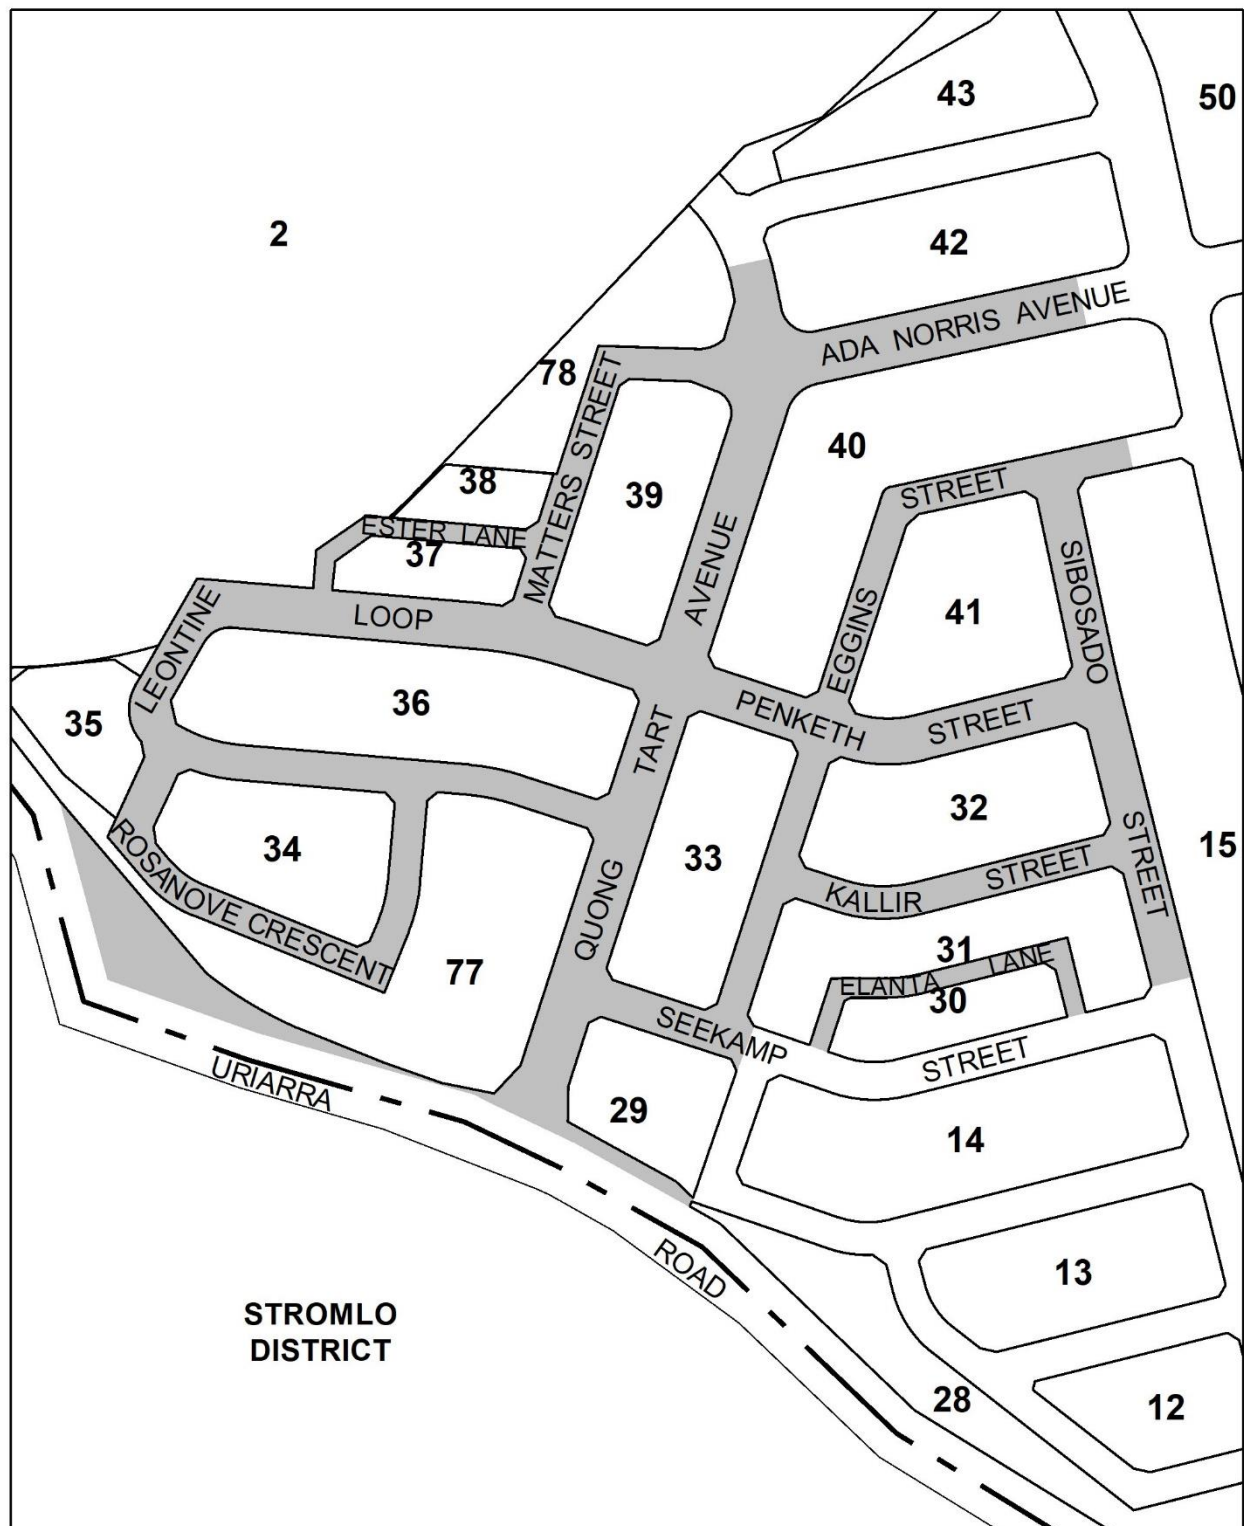 43
50
2
42
ADA NORRIS AVENUE
78
MATTERS STREET
40
38
39
EGGINS STREET
ESTER LANE
37
QUONG TART AVENUE
41
SIBOSADO STREET
LEONTINE LOOP
36
PENKETH STREET
35
32
33
34
15
KALLIR STREET
ROSANOVE CRESCENT
31
77
ELANTA LANE
30
SEEKAMP STREET
URIARRA ROAD
29
14
13
STROMLO
DISTRICT
28
12